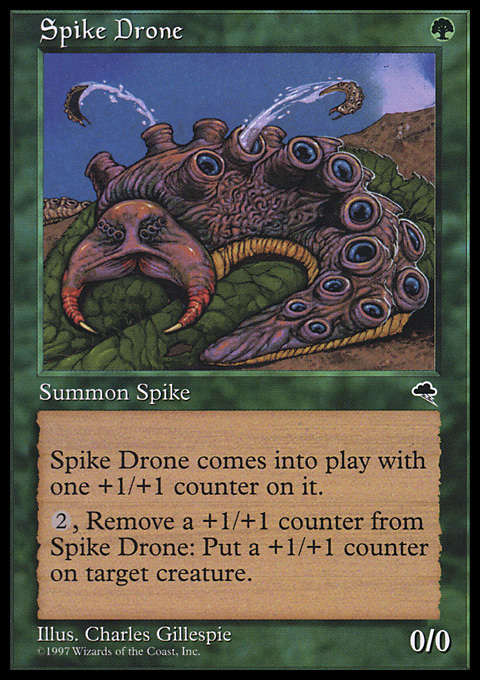 Spike Drone
Summon Spike
Spike Drone comes into play with
one +1/+1 counter on it.
2, Remove a +1/+1 counter from
Spike Drone: Put a +1/+1 counter
on target creature.
Illus. Charles Gillespie
©1997 Wizards of the Coast, Inc.
0/0